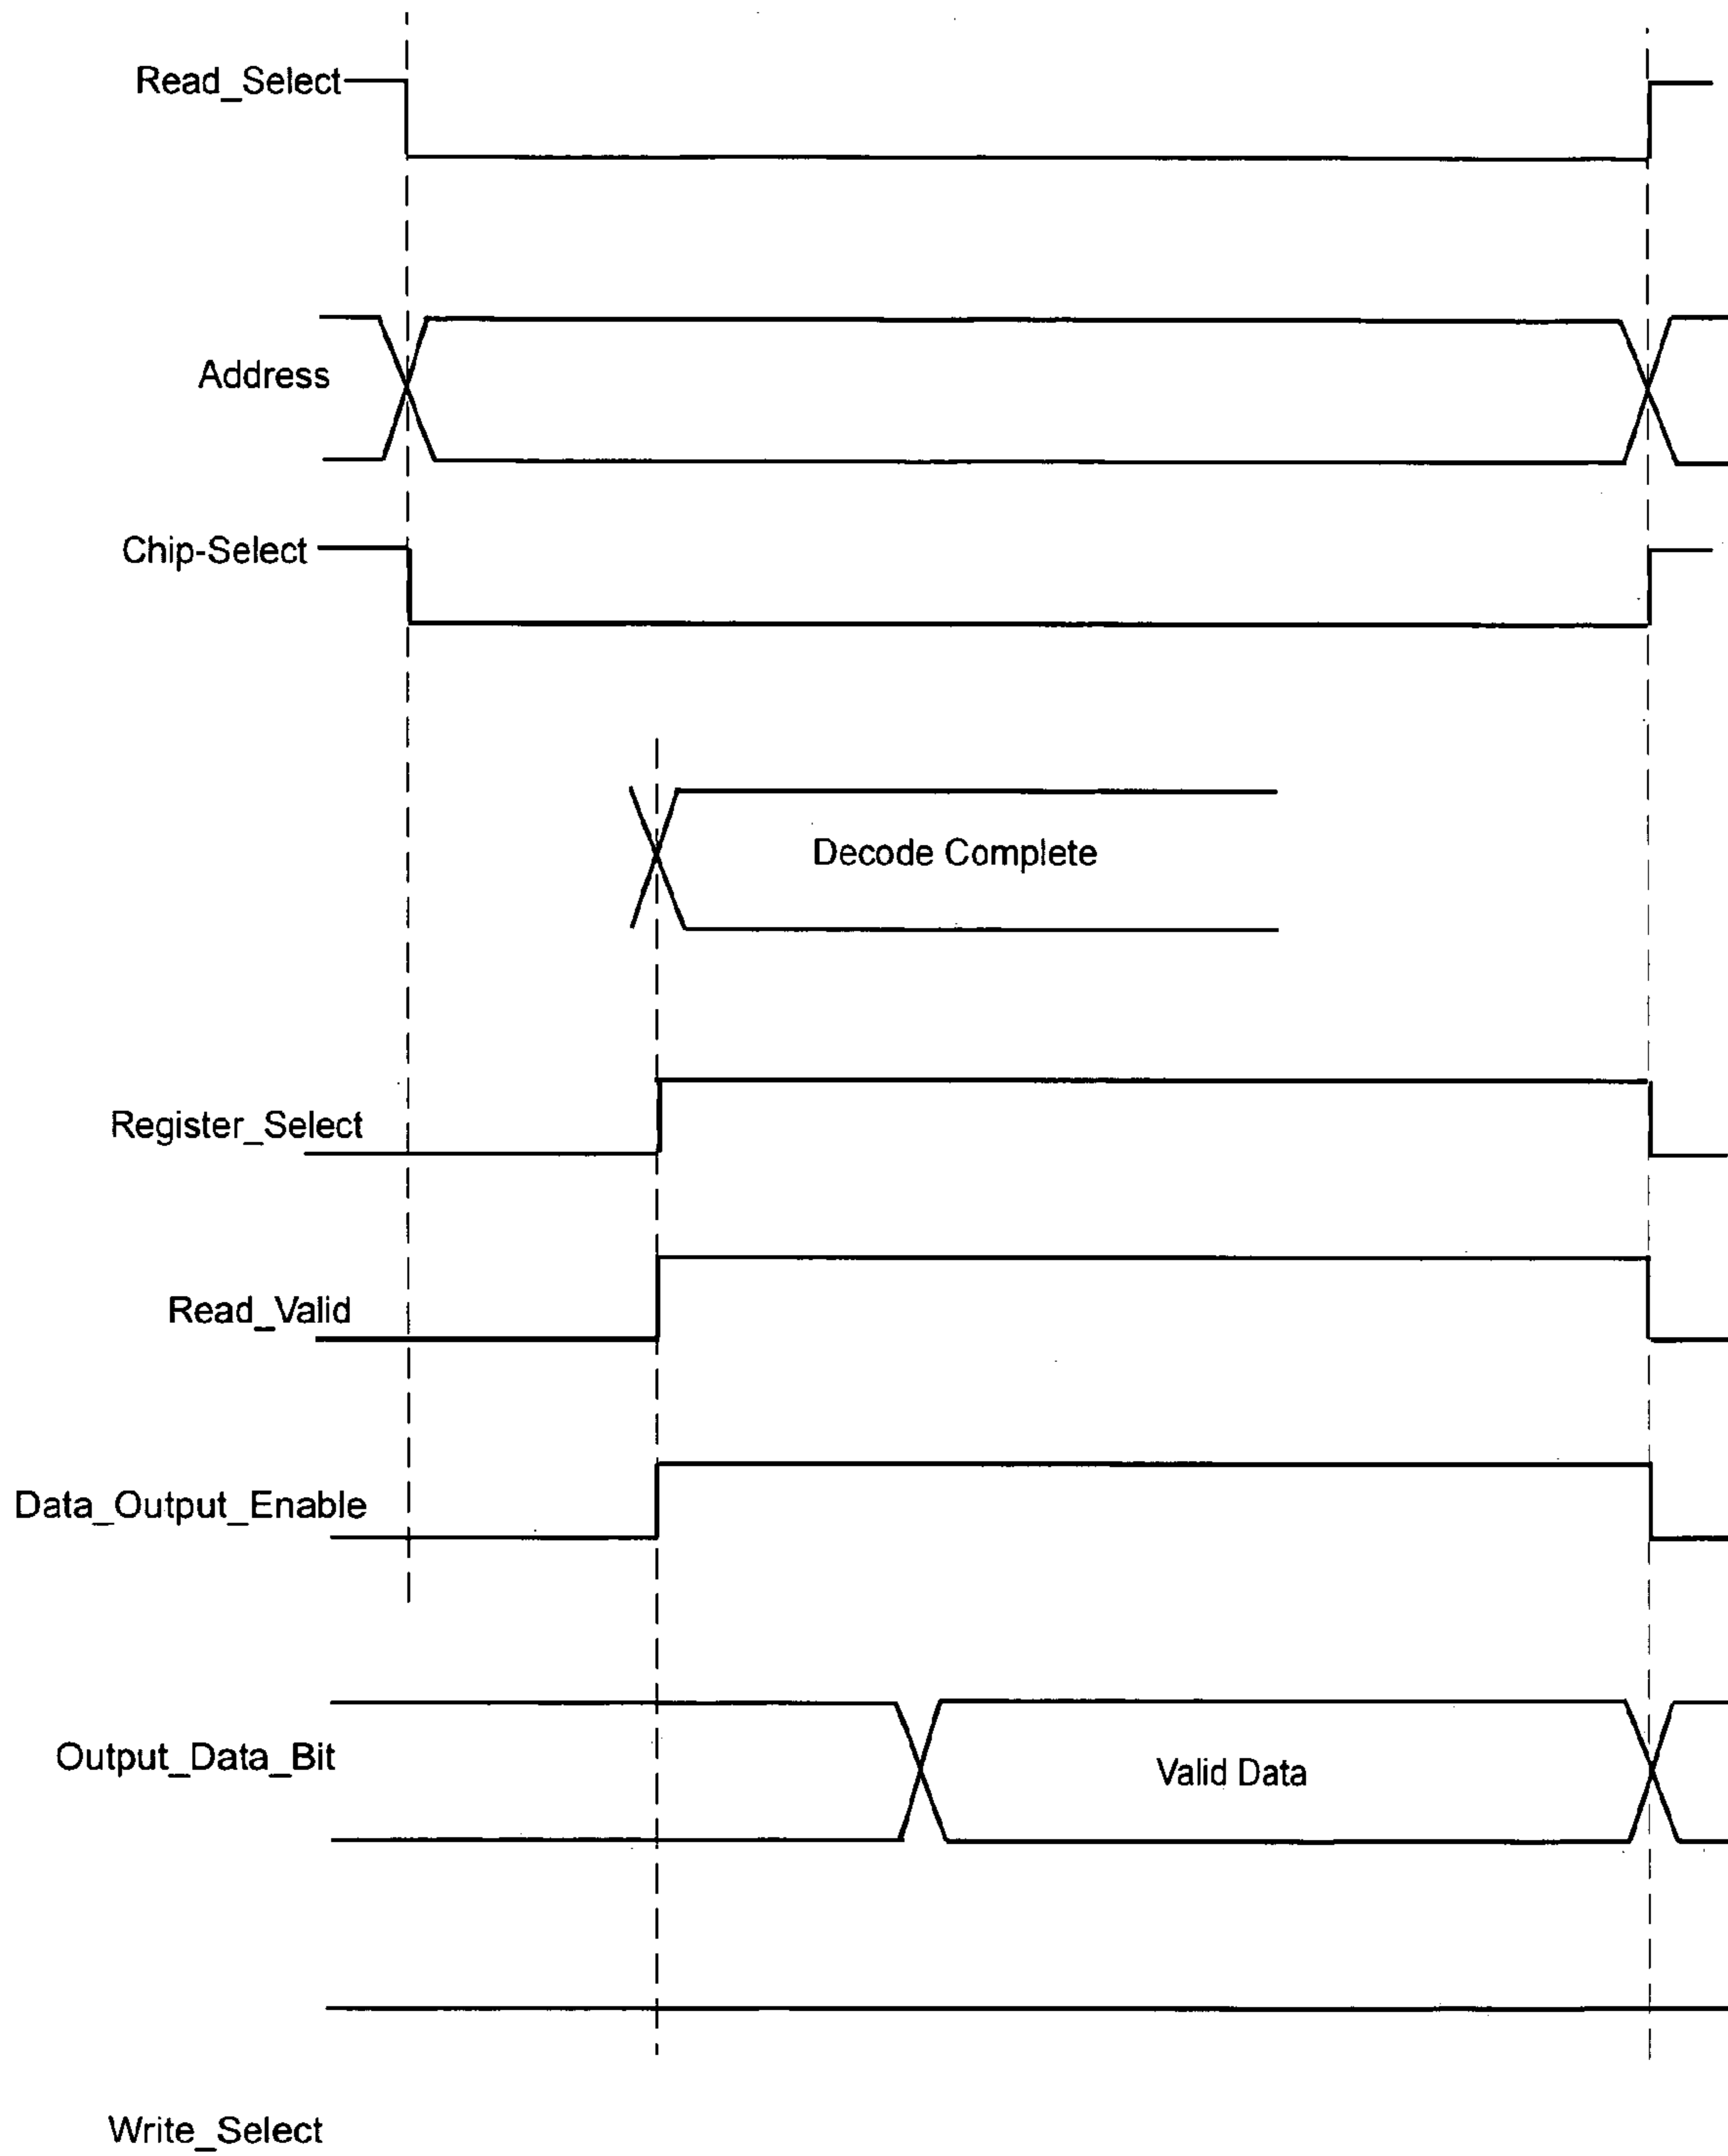 Read_Select
Address
Chip-Select
Decode Complete
Register_Select
Read_Valid
Data_Output_Enable
Output_Data_Bit
Valid Data
Write_Select